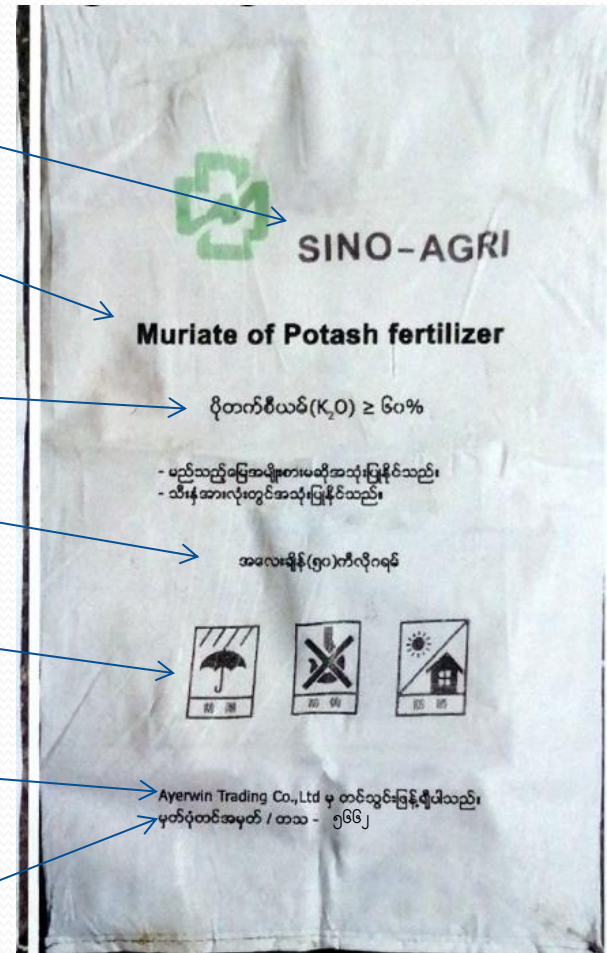 SINO-AGRI
Muriate of Potash fertilizer
ပိုတက်စီယမ်(K₂O) ≥ ၆၀%
- မည်သည့်မြေအမျိုးစားမဆိုအသုံးပြုနိုင်သည်။
- သီးနှံအားလုံးတွင်အသုံးပြုနိုင်သည်။
အလေးချိန်(၅၀)ကီလိုဂရမ်
Ayerwin Trading Co.,Ltd မှ တင်သွင်းဖြန့်ချီပါသည်။
မှတ်ပုံတင်အမှတ် / တသ - ၅၆၆၂